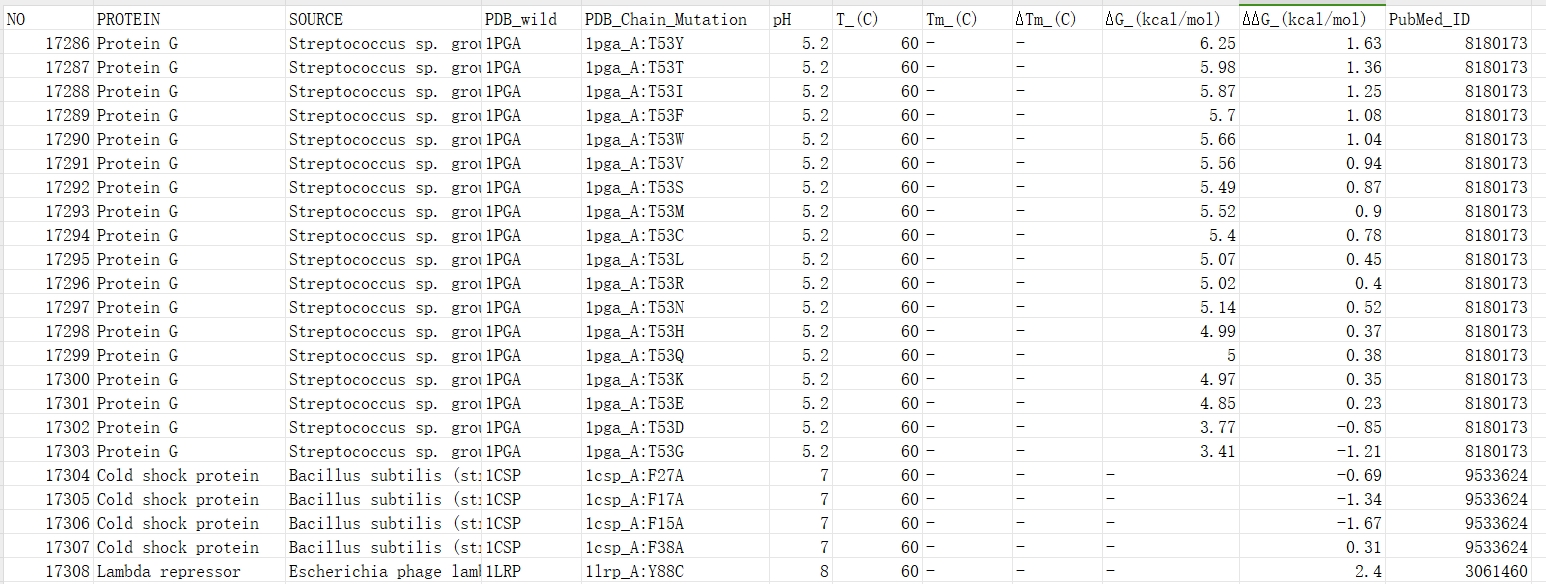 NO PROTEIN SOURCE PDB_wild PDB_Chain_Mutation pH T_(C) Tm_(C) ΔTm_(C) ΔG_(kcal/mol) ΔΔG_(kcal/mol) PubMed_ID
17286 Protein G Streptococcus sp. grou 1PGA 1pga_A:T53Y 5.2 60 - - 6.25 1.63 8180173
17287 Protein G Streptococcus sp. grou 1PGA 1pga_A:T53T 5.2 60 - - 5.98 1.36 8180173
17288 Protein G Streptococcus sp. grou 1PGA 1pga_A:T53I 5.2 60 - - 5.87 1.25 8180173
17289 Protein G Streptococcus sp. grou 1PGA 1pga_A:T53F 5.2 60 - - 5.7 1.08 8180173
17290 Protein G Streptococcus sp. grou 1PGA 1pga_A:T53W 5.2 60 - - 5.66 1.04 8180173
17291 Protein G Streptococcus sp. grou 1PGA 1pga_A:T53V 5.2 60 - - 5.56 0.94 8180173
17292 Protein G Streptococcus sp. grou 1PGA 1pga_A:T53S 5.2 60 - - 5.49 0.87 8180173
17293 Protein G Streptococcus sp. grou 1PGA 1pga_A:T53M 5.2 60 - - 5.52 0.9 8180173
17294 Protein G Streptococcus sp. grou 1PGA 1pga_A:T53C 5.2 60 - - 5.4 0.78 8180173
17295 Protein G Streptococcus sp. grou 1PGA 1pga_A:T53L 5.2 60 - - 5.07 0.45 8180173
17296 Protein G Streptococcus sp. grou 1PGA 1pga_A:T53R 5.2 60 - - 5.02 0.4 8180173
17297 Protein G Streptococcus sp. grou 1PGA 1pga_A:T53N 5.2 60 - - 5.14 0.52 8180173
17298 Protein G Streptococcus sp. grou 1PGA 1pga_A:T53H 5.2 60 - - 4.99 0.37 8180173
17299 Protein G Streptococcus sp. grou 1PGA 1pga_A:T53Q 5.2 60 - - 5 0.38 8180173
17300 Protein G Streptococcus sp. grou 1PGA 1pga_A:T53K 5.2 60 - - 4.97 0.35 8180173
17301 Protein G Streptococcus sp. grou 1PGA 1pga_A:T53E 5.2 60 - - 4.85 0.23 8180173
17302 Protein G Streptococcus sp. grou 1PGA 1pga_A:T53D 5.2 60 - - 3.77 -0.85 8180173
17303 Protein G Streptococcus sp. grou 1PGA 1pga_A:T53G 5.2 60 - - 3.41 -1.21 8180173
17304 Cold shock protein Bacillus subtilis (st 1CSP 1csp_A:F27A 7 60 - - - -0.69 9533624
17305 Cold shock protein Bacillus subtilis (st 1CSP 1csp_A:F17A 7 60 - - - -1.34 9533624
17306 Cold shock protein Bacillus subtilis (st 1CSP 1csp_A:F15A 7 60 - - - -1.67 9533624
17307 Cold shock protein Bacillus subtilis (st 1CSP 1csp_A:F38A 7 60 - - - 0.31 9533624
17308 Lambda repressor Escherichia phage lam 1LRP 1lrp_A:Y88C 8 60 - - - 2.4 3061460